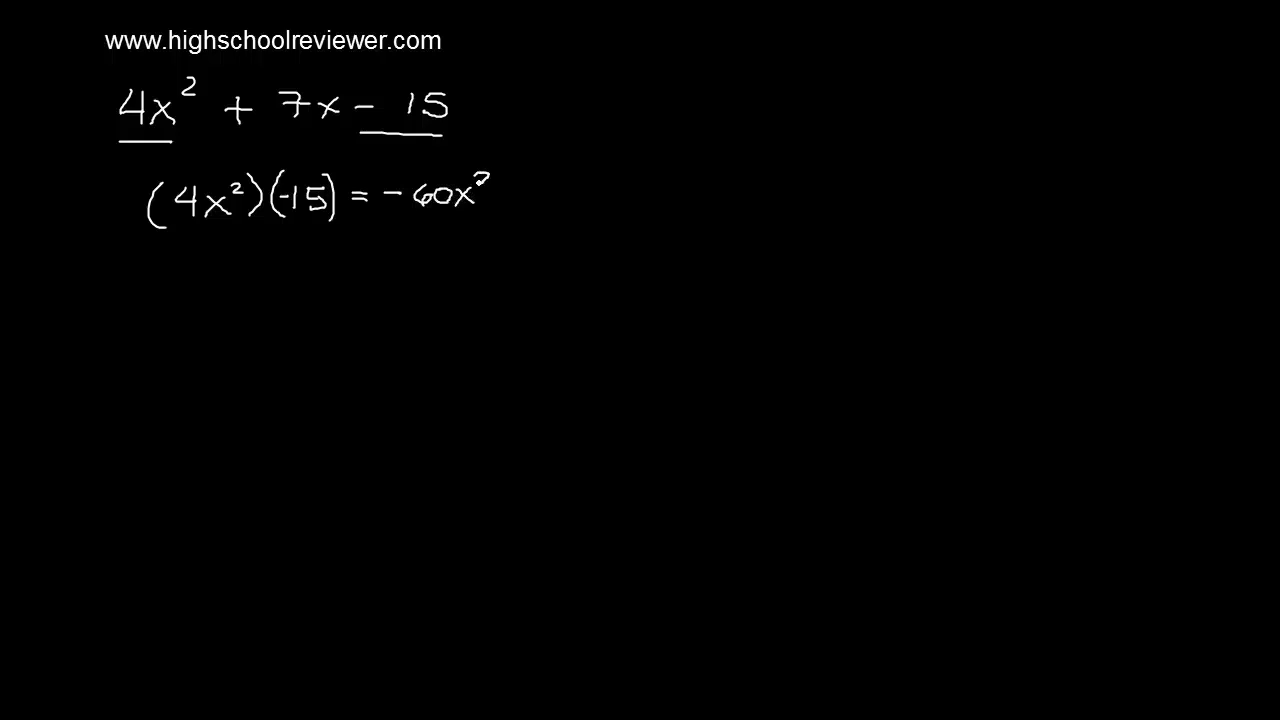 www.highschoolreviewer.com
4x² + 7x - 15
(4x²)(-15) = - 60x²